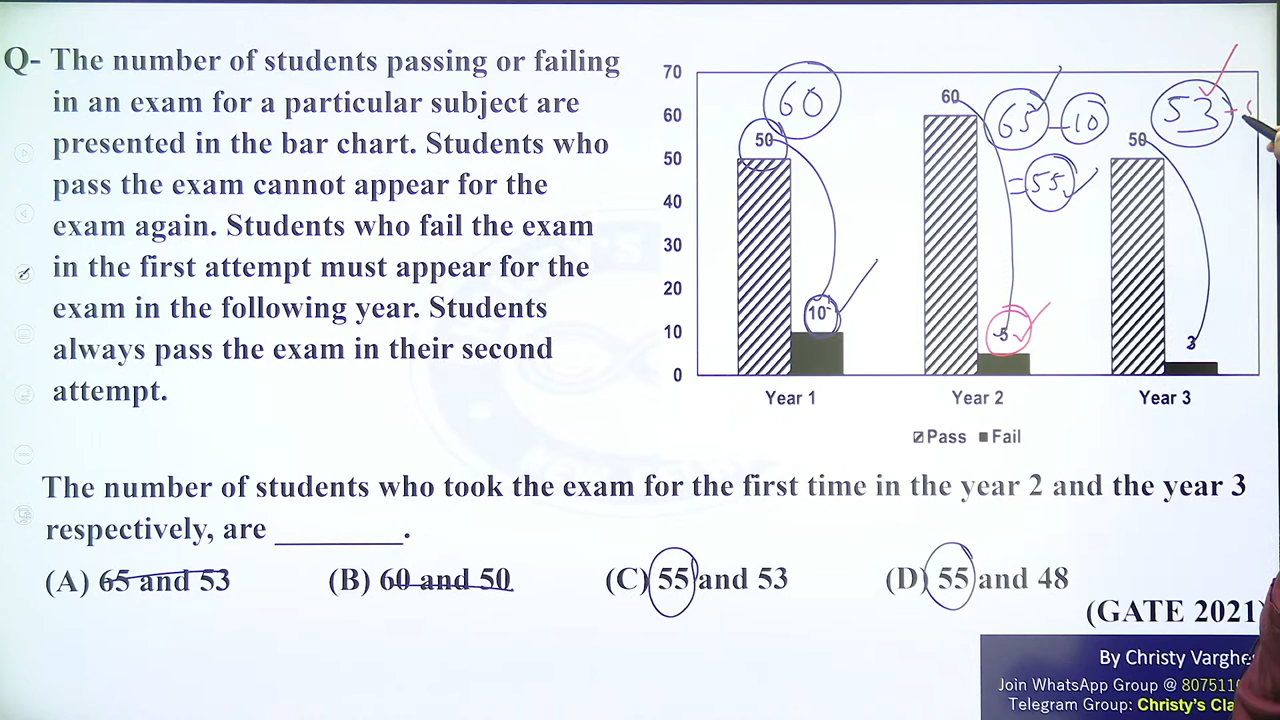 Q- The number of students passing or failing
in an exam for a particular subject are
presented in the bar chart. Students who
pass the exam cannot appear for the
exam again. Students who fail the exam
in the first attempt must appear for the
exam in the following year. Students
always pass the exam in their second
attempt.
70
60
50
40
30
20
10
0
50
10
60
5
50
3
60
65 - 10
= 55
53
Year 1 Year 2 Year 3
Pass Fail
The number of students who took the exam for the first time in the year 2 and the year 3
respectively, are ________.
(A) 65 and 53 (B) 60 and 50 (C) 55 and 53 (D) 55 and 48
(GATE 2021)
By Christy Varghe
Join WhatsApp Group @ 807511
Telegram Group: Christy's Cla